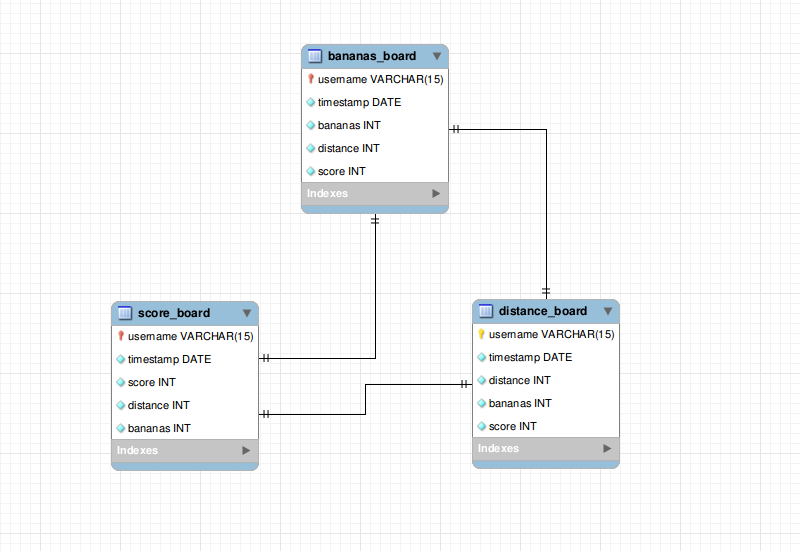 bananas_board
username VARCHAR(15)
timestamp DATE
bananas INT
distance INT
score INT
Indexes
score_board
username VARCHAR(15)
timestamp DATE
score INT
distance INT
bananas INT
Indexes
distance_board
username VARCHAR(15)
timestamp DATE
distance INT
bananas INT
score INT
Indexes